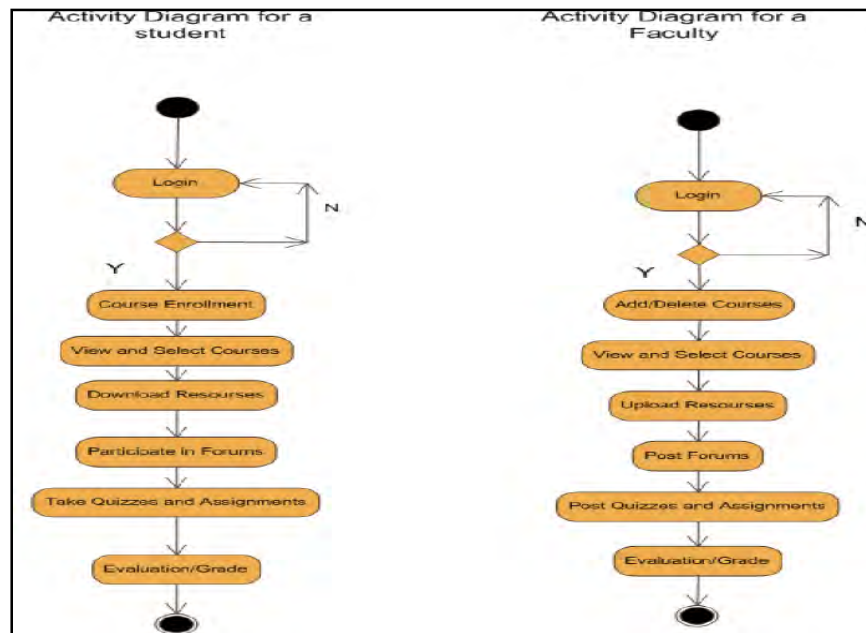 Activity Diagram for a
student
Login
N
Y
Course Enrollment
View and Select Courses
Download Resourses
Participate in Forums
Take Quizzes and Assignments
Evaluation/Grade
Activity Diagram for a
Faculty
Login
N
Y
Add/Delete Courses
View and Select Courses
Upload Resourses
Post Forums
Post Quizzes and Assignments
Evaluation/Grade